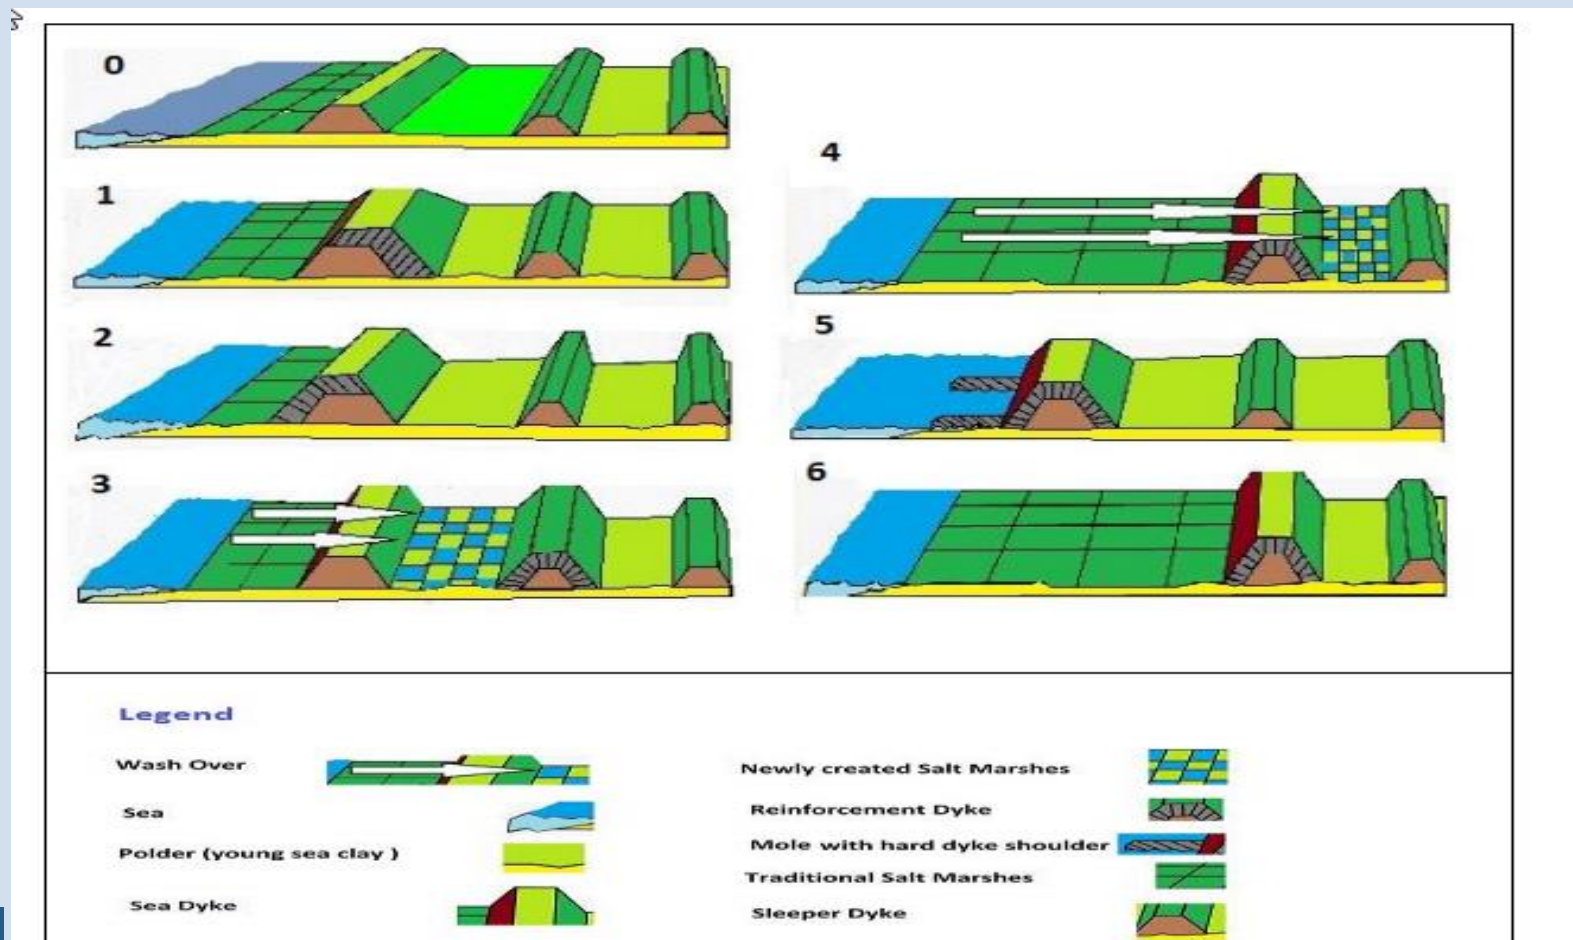 0
1
2
3
4
5
6
Legend
Wash Over
Sea
Polder (young sea clay )
Sea Dyke
Newly created Salt Marshes
Reinforcement Dyke
Mole with hard dyke shoulder
Traditional Salt Marshes
Sleeper Dyke